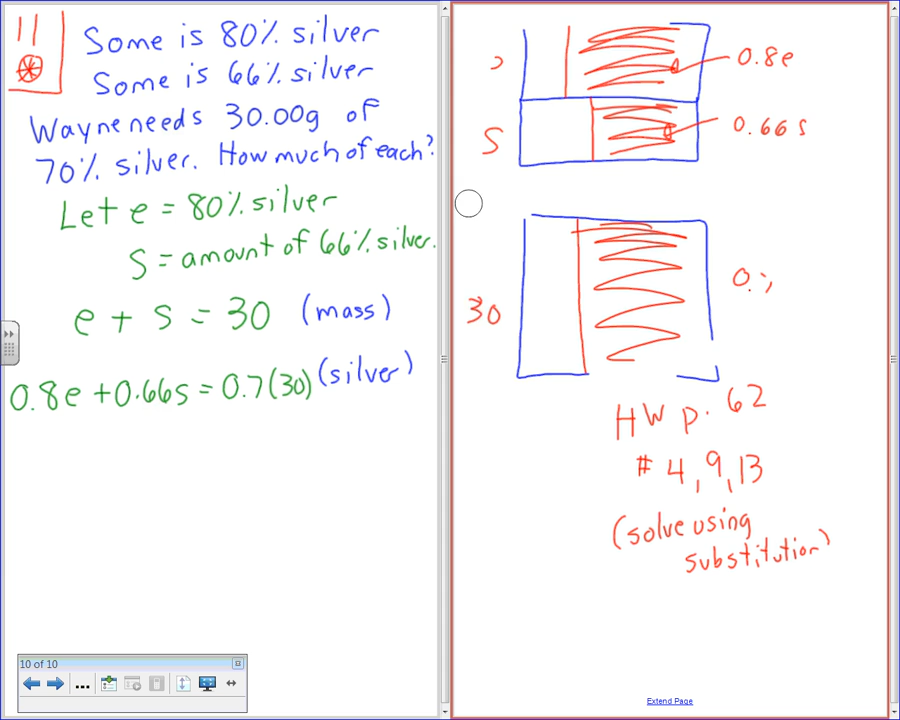 11
Some is 80% silver
Some is 66% silver
Wayne needs 30.00g of
70% silver. How much of each?
Let e = 80% silver
S = amount of 66% silver.
e + s = 30 (mass)
0.8e + 0.66s = 0.7(30) (silver)
10 of 10
0.8e
S
0.66s
30
HW p. 62
# 4, 9, 13
(solve using
substitution)
Extend Page